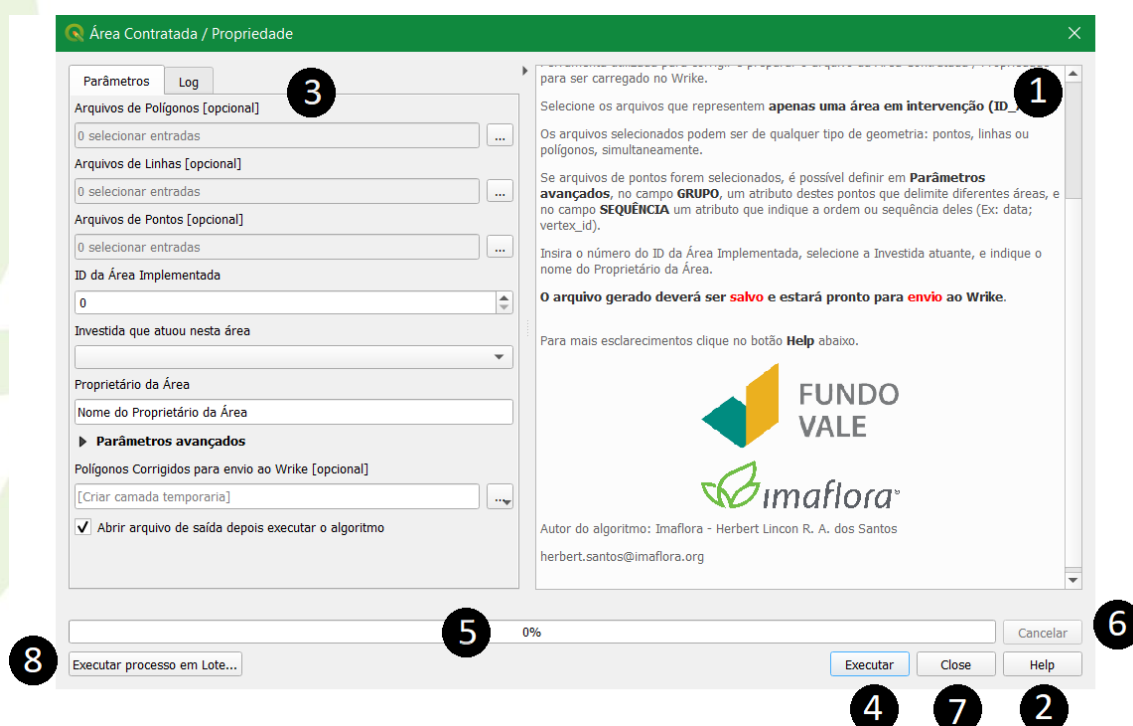 Área Contratada / Propriedade
Parâmetros
Log
3
Arquivos de Polígonos [opcional]
0 selecionar entradas
...
Arquivos de Linhas [opcional]
0 selecionar entradas
...
Arquivos de Pontos [opcional]
0 selecionar entradas
...
ID da Área Implementada
0
Investida que atuou nesta área
Proprietário da Área
Nome do Proprietário da Área
Parâmetros avançados
Polígonos Corrigidos para envio ao Wrike [opcional]
[Criar camada temporaria]
...
Abrir arquivo de saída depois executar o algoritmo
1
para ser carregado no Wrike.
Selecione os arquivos que representem apenas uma área em intervenção (ID_
Os arquivos selecionados podem ser de qualquer tipo de geometria: pontos, linhas ou
polígonos, simultaneamente.
Se arquivos de pontos forem selecionados, é possível definir em Parâmetros
avançados, no campo GRUPO, um atributo destes pontos que delimite diferentes áreas, e
no campo SEQUÊNCIA um atributo que indique a ordem ou sequência deles (Ex: data;
vertex_id).
Insira o número do ID da Área Implementada, selecione a Investida atuante, e indique o
nome do Proprietário da Área.
O arquivo gerado deverá ser salvo e estará pronto para envio ao Wrike.
Para mais esclarecimentos clique no botão Help abaixo.
FUNDO
VALE
imaflora®
Autor do algoritmo: Imaflora - Herbert Lincon R. A. dos Santos
herbert.santos@imaflora.org
5
0%
Cancelar
6
8
Executar processo em Lote...
Executar
Close
Help
4
7
2